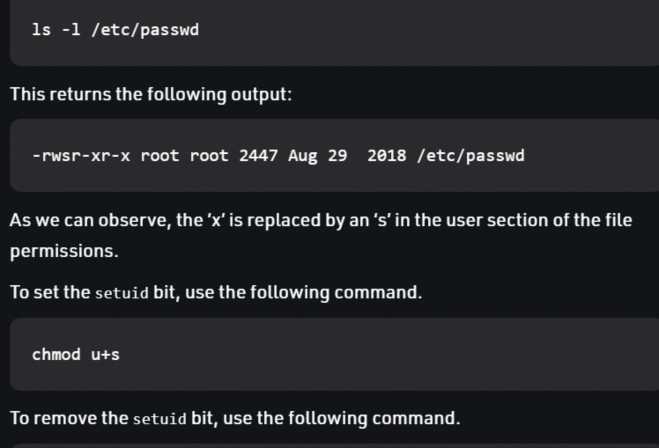 ls -l /etc/passwd
This returns the following output:
-rwsr-xr-x root root 2447 Aug 29  2018 /etc/passwd
As we can observe, the ‘x’ is replaced by an ‘s’ in the user section of the file
permissions.
To set the setuid bit, use the following command.
chmod u+s
To remove the setuid bit, use the following command.